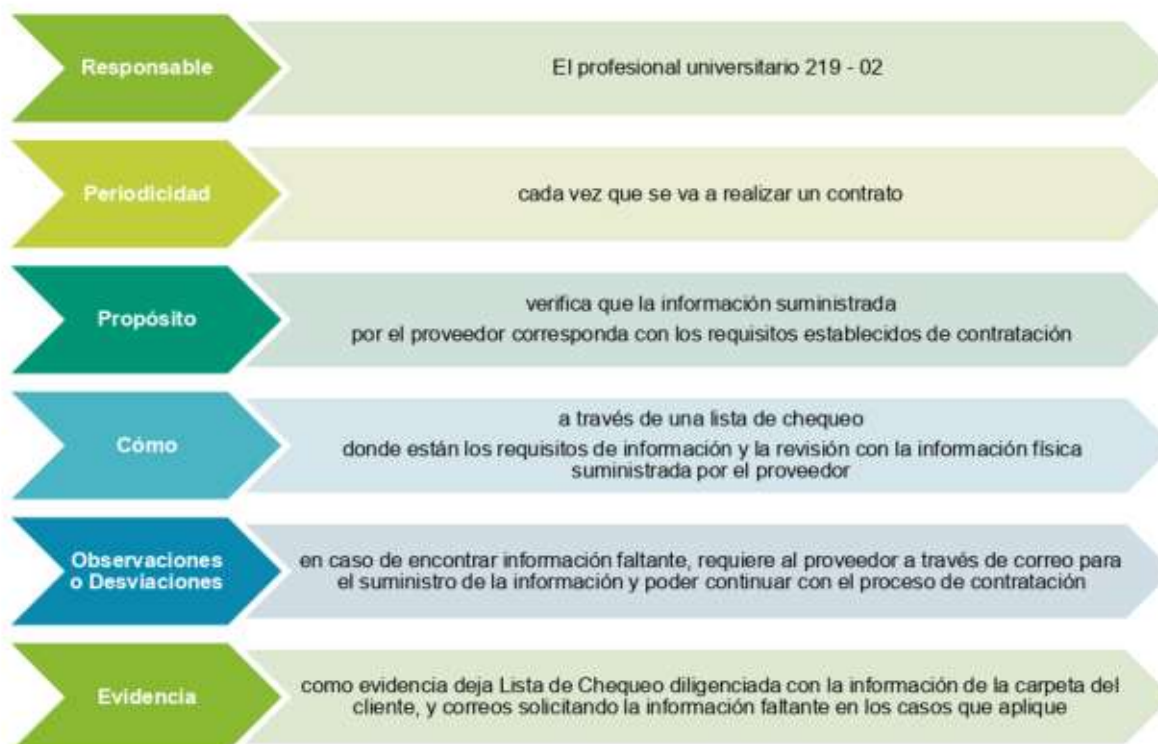 Responsable
El profesional universitario 219 - 02
Periodicidad
cada vez que se va a realizar un contrato
Propósito
verifica que la información suministrada
por el proveedor corresponda con los requisitos establecidos de contratación
Cómo
a través de una lista de chequeo
donde están los requisitos de información y la revisión con la información física
suministrada por el proveedor
Observaciones
o Desviaciones
en caso de encontrar información faltante, requiere al proveedor a través de correo para
el suministro de la información y poder continuar con el proceso de contratación
Evidencia
como evidencia deja Lista de Chequeo diligenciada con la información de la carpeta del
cliente, y correos solicitando la información faltante en los casos que aplique